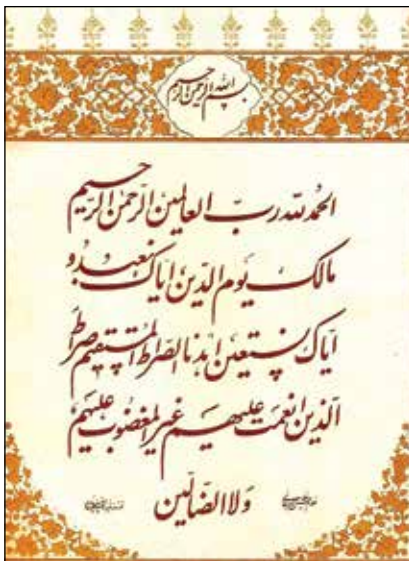 بسم الله الرحمن الرحیم
الحمد لله رب العالمین الرحمن الرحیم
مالک یوم الدین ایاک نعبد و
ایاک نستعین اهدنا الصراط المستقیم صراط
الذین انعمت علیهم غیر المغضوب علیهم
ولا الضالین